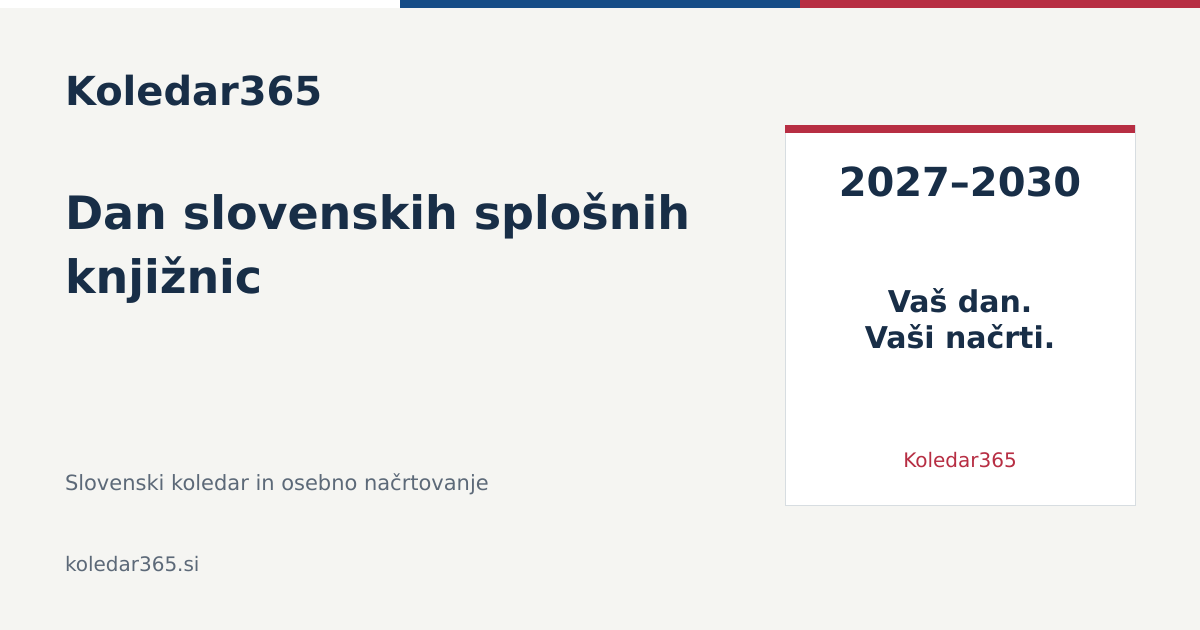 Koledar365
Dan slovenskih splošnih
knjižnic
Slovenski koledar in osebno načrtovanje
koledar365.si
2027–2030
Vaš dan.
Vaši načrti.
Koledar365